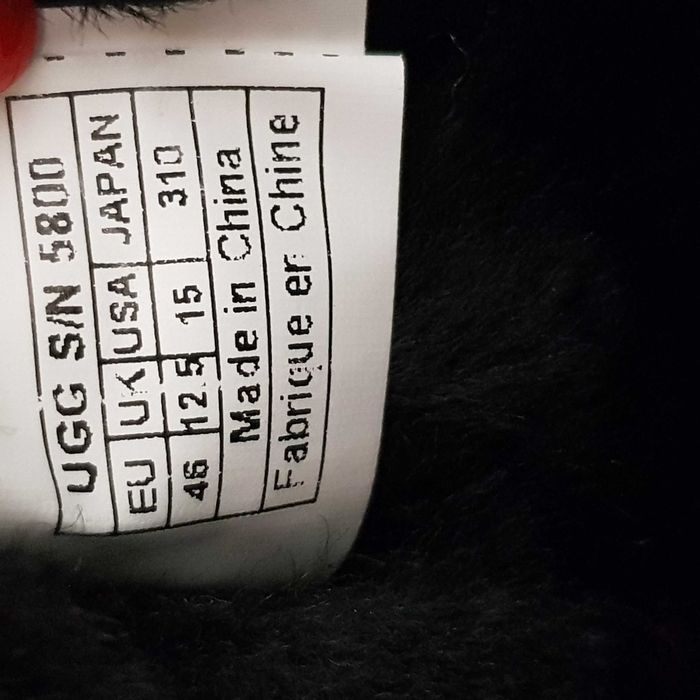 UGG S/N 5800
EU UK USA JAPAN
46 12.5 15 310
Made in China
Fabrique en Chine